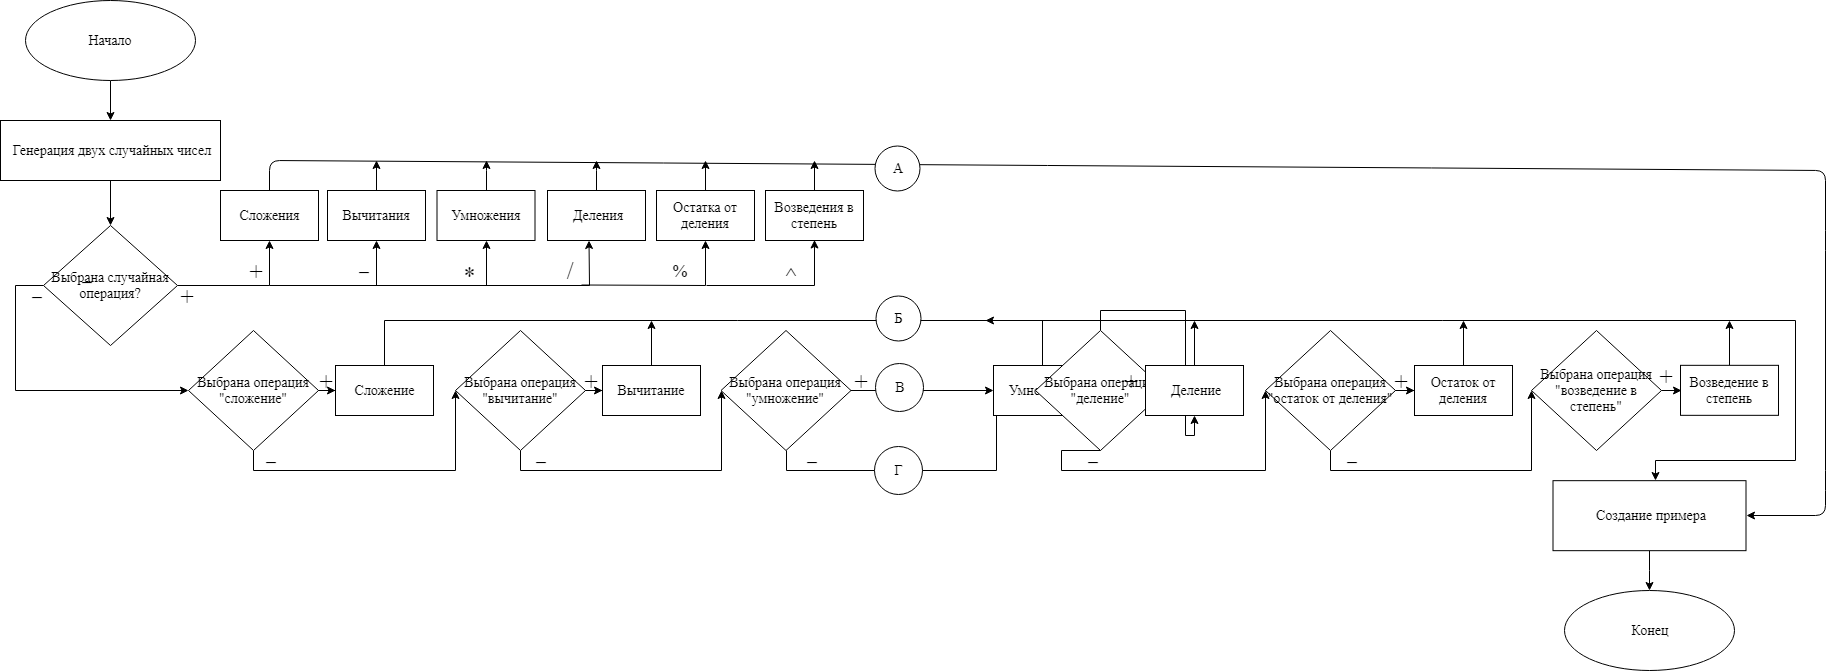 Начало
Генерация двух случайных чисел
А
Сложения
Вычитания
Умножения
Деления
Остатка от
деления
Возведения в
степень
+
−
*
/
%
^
Выбрана случайная
операция?
−
−
+
Б
Выбрана операция
"сложение"
+
Сложение
−
Выбрана операция
"вычитание"
+
Вычитание
−
Выбрана операция
"умножение"
+
В
−
Г
Умно
Выбрана операци
"деление"
+
Деление
−
Выбрана операция
"остаток от деления"
+
Остаток от
деления
−
Выбрана операция
"возведение в
степень"
+
Возведение в
степень
Создание примера
Конец